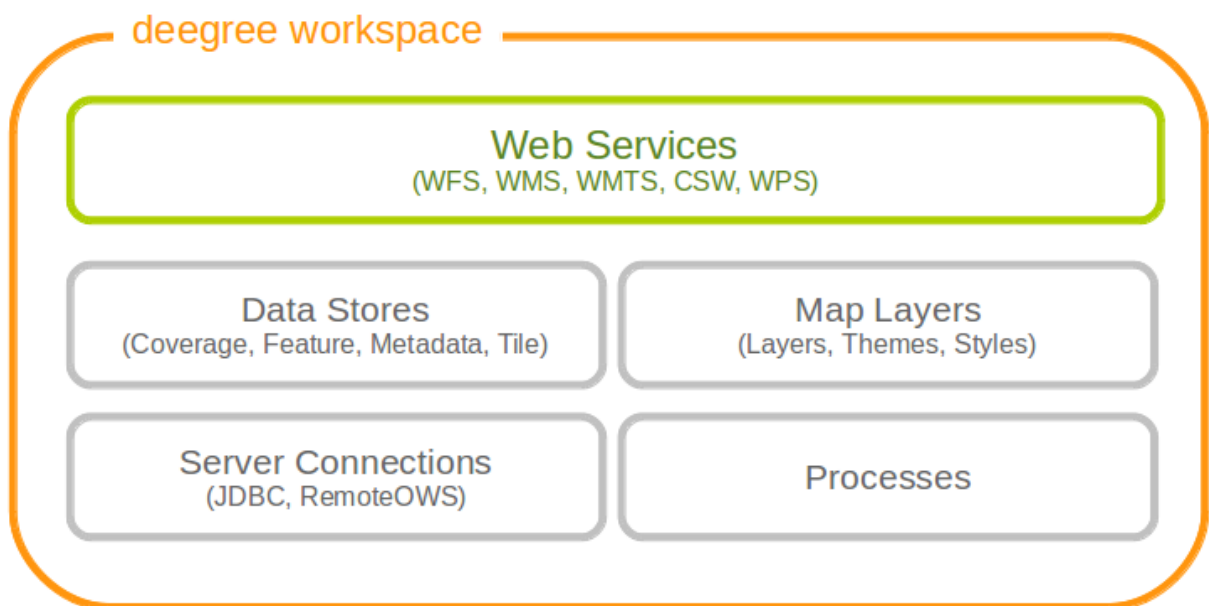 deegree workspace
Web Services
(WFS, WMS, WMTS, CSW, WPS)
Data Stores
(Coverage, Feature, Metadata, Tile)
Map Layers
(Layers, Themes, Styles)
Server Connections
(JDBC, RemoteOWS)
Processes